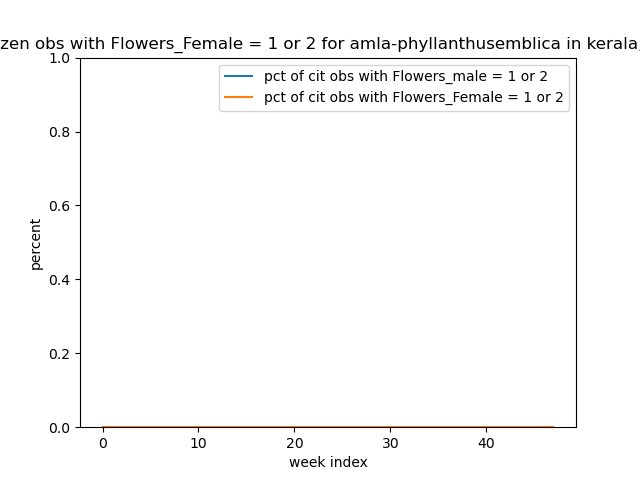 zen obs with Flowers_Female = 1 or 2 for amla-phyllanthusemblica in kerala,
1.0
pct of cit obs with Flowers_male = 1 or 2
pct of cit obs with Flowers_Female = 1 or 2
0.8
0.6
percent
0.4
0.2
0.0
0 10 20 30 40
week index